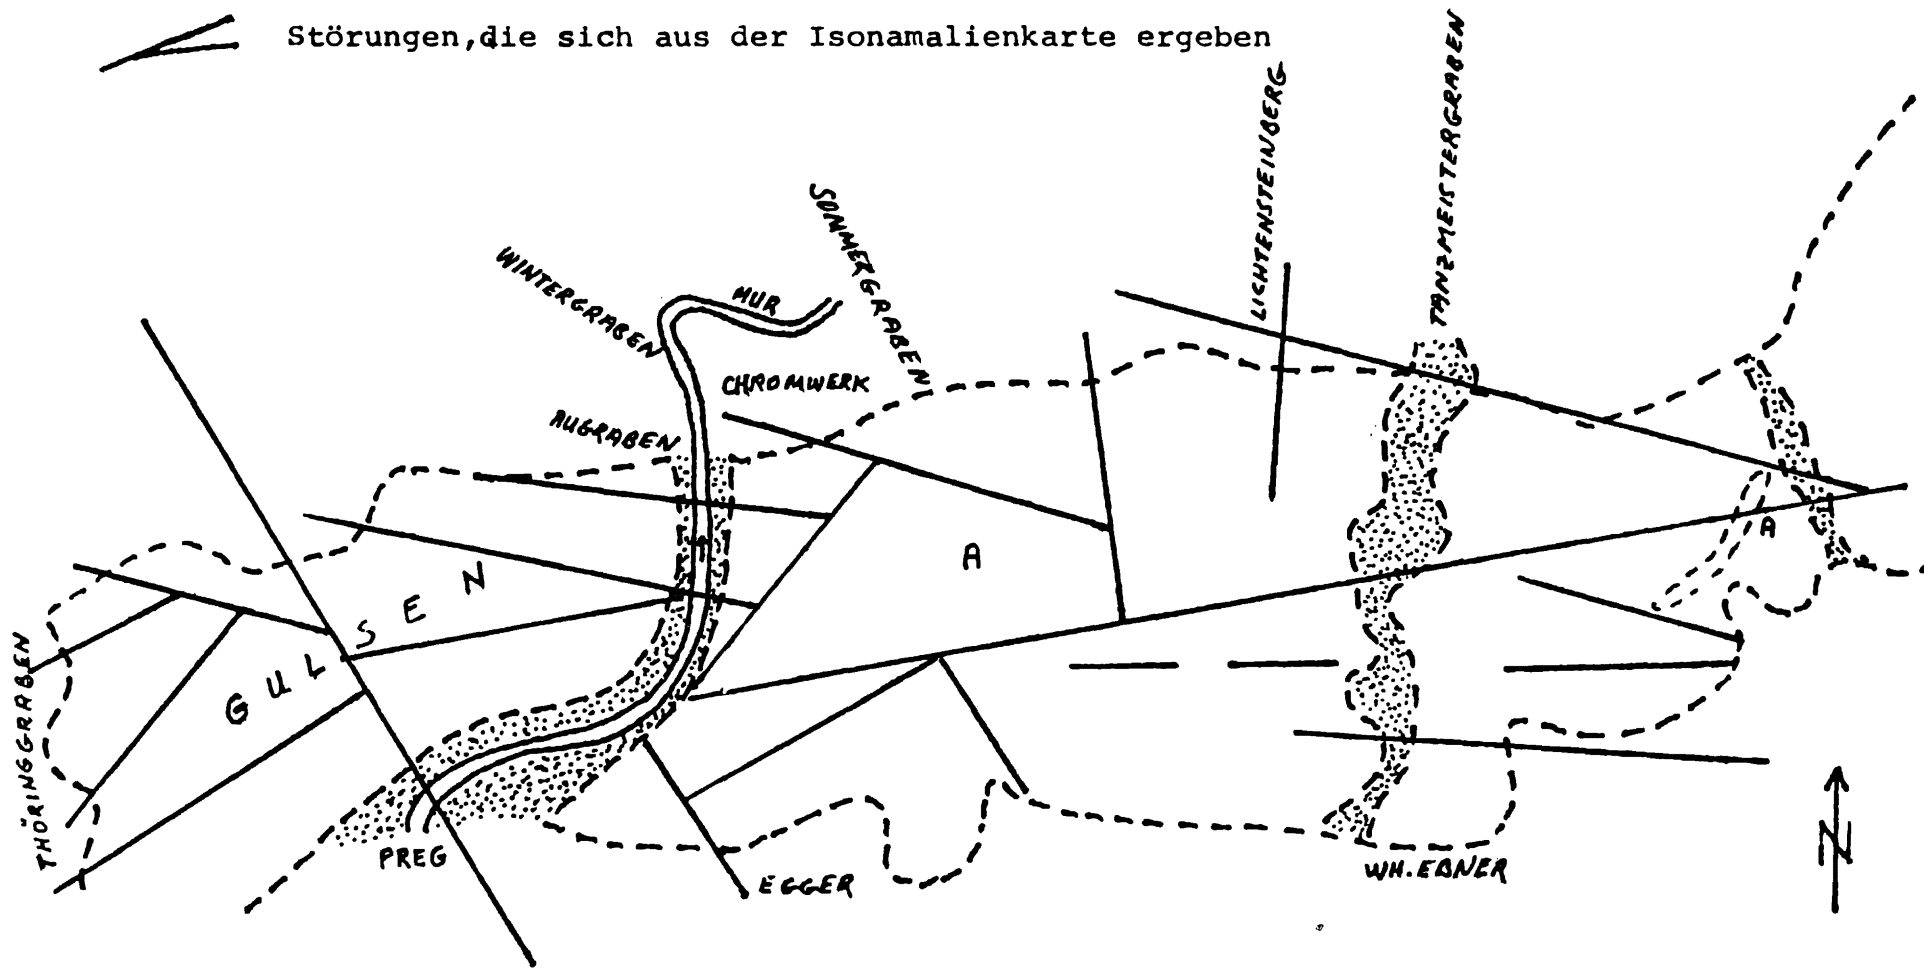 Störungen,die sich aus der Isonamalienkarte ergeben
TANZMEISTERGRABEN
LICHTENSTEINBERG
SOMMERGRABEN
WINTERGRABEN
MUR
CHROMWERK
AUGRABEN
A
A
GULSEN
THÖRINGGRABEN
PREG
EGGER
WH.EBNER
N